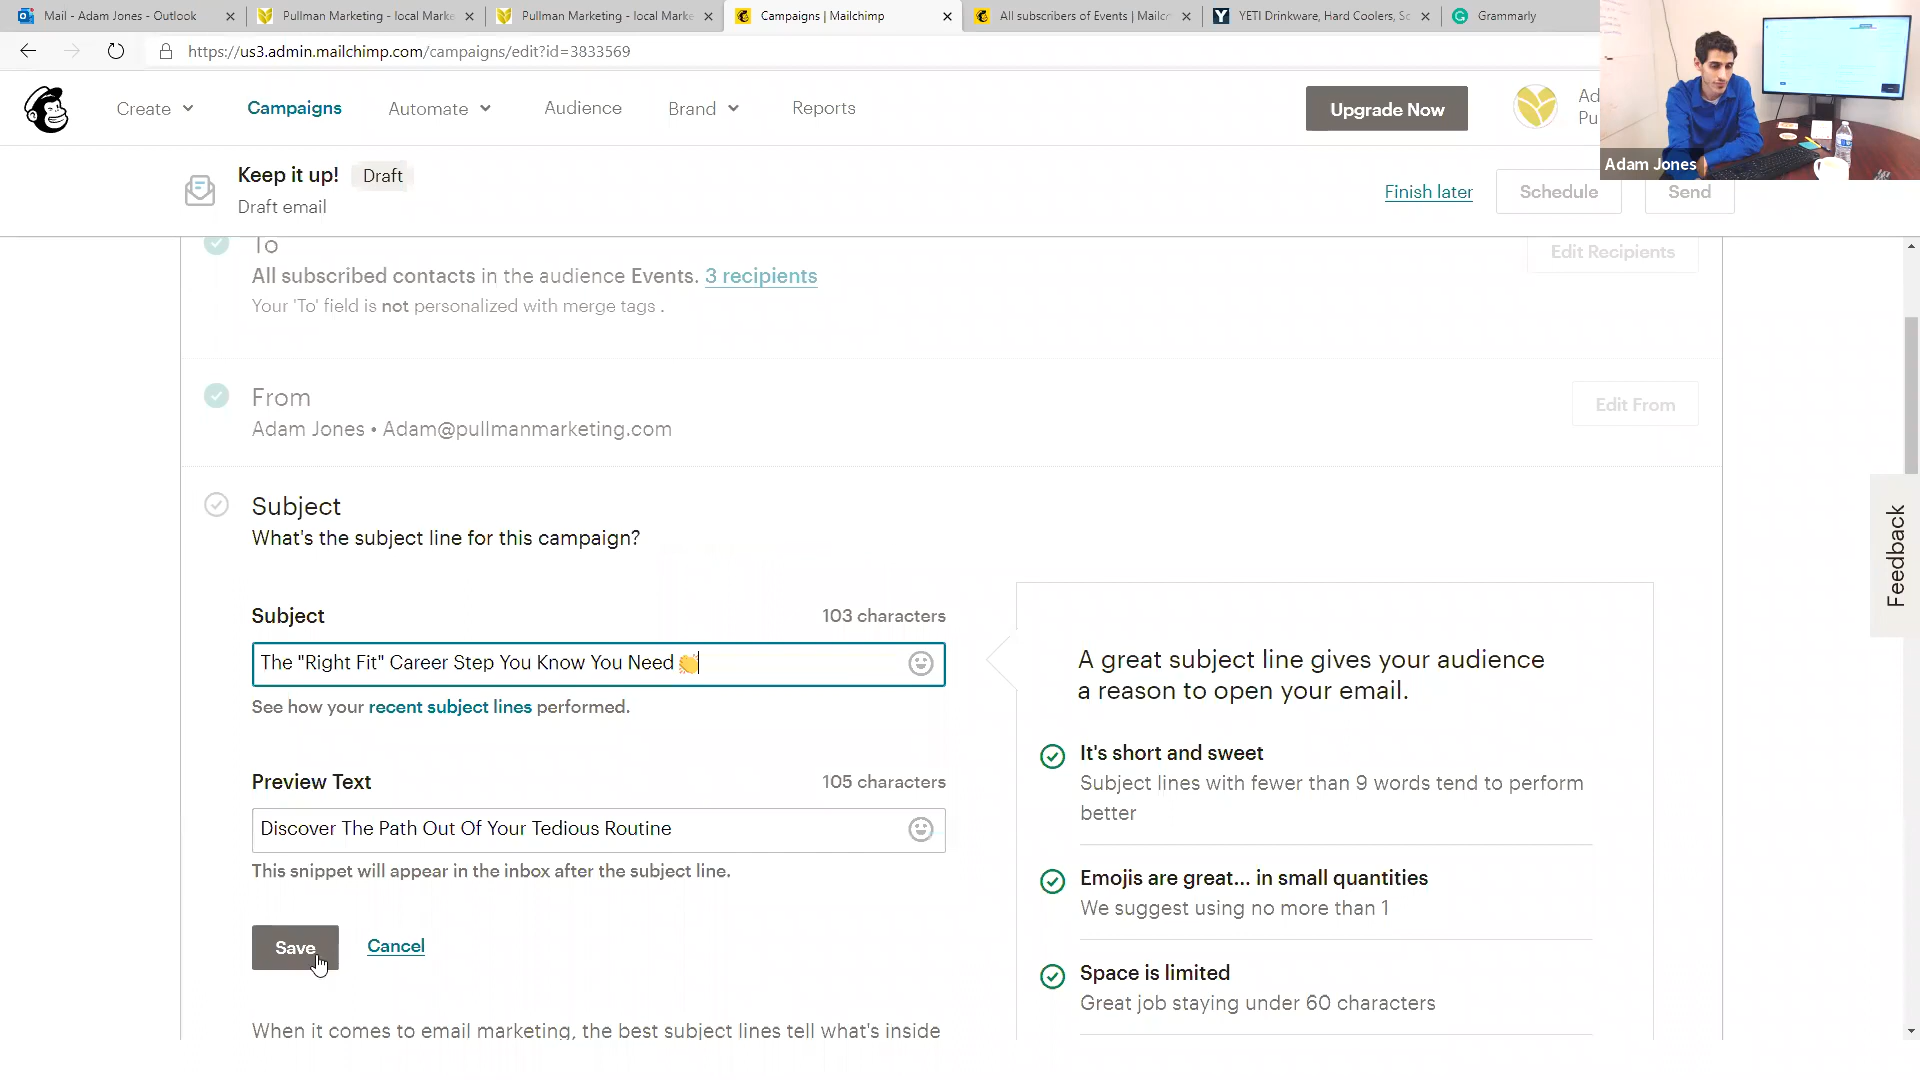 Mail - Adam Jones - Outlook
Pullman Marketing - local Marke
Pullman Marketing - local Marke
Campaigns | Mailchimp
All subscribers of Events | Mailc
YETI Drinkware, Hard Coolers, Sc
Grammarly
https://us3.admin.mailchimp.com/campaigns/edit?id=3833569
Create
Campaigns
Automate
Audience
Brand
Reports
Upgrade Now
Ad
Pu
Adam Jones
Keep it up!
Draft
Draft email
Finish later
Schedule
Send
To
All subscribed contacts in the audience Events. 3 recipients
Your 'To' field is not personalized with merge tags .
Edit Recipients
From
Adam Jones • Adam@pullmanmarketing.com
Edit From
Subject
What's the subject line for this campaign?
Subject
103 characters
The "Right Fit" Career Step You Know You Need 👏
See how your recent subject lines performed.
Preview Text
105 characters
Discover The Path Out Of Your Tedious Routine
This snippet will appear in the inbox after the subject line.
Save
Cancel
When it comes to email marketing, the best subject lines tell what's inside
A great subject line gives your audience
a reason to open your email.
It's short and sweet
Subject lines with fewer than 9 words tend to perform
better
Emojis are great... in small quantities
We suggest using no more than 1
Space is limited
Great job staying under 60 characters
Feedback